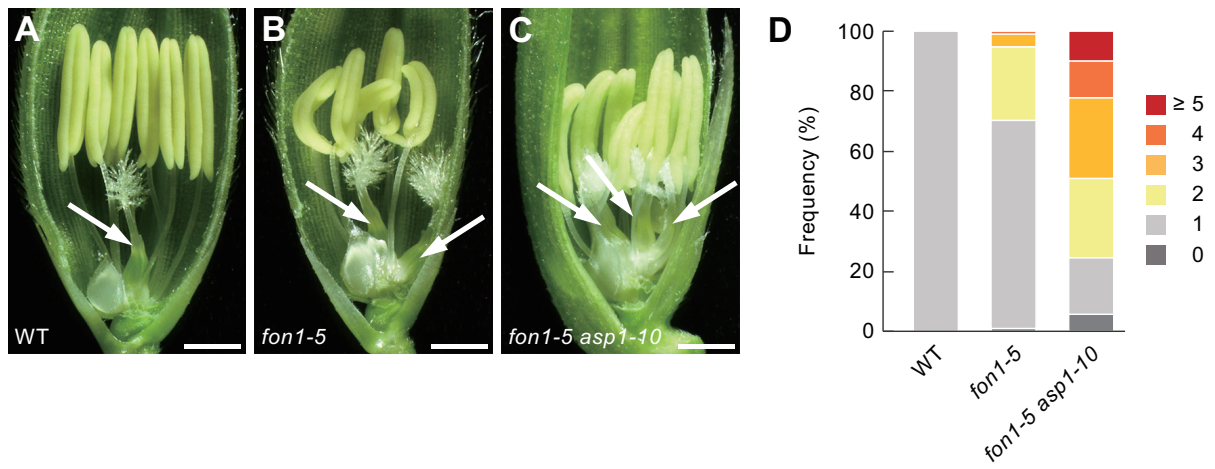 A
B
C
D
WT
fon1-5
fon1-5 asp1-10
Frequency (%)
100
80
60
40
20
0
WT
fon1-5
fon1-5 asp1-10
≥ 5
4
3
2
1
0